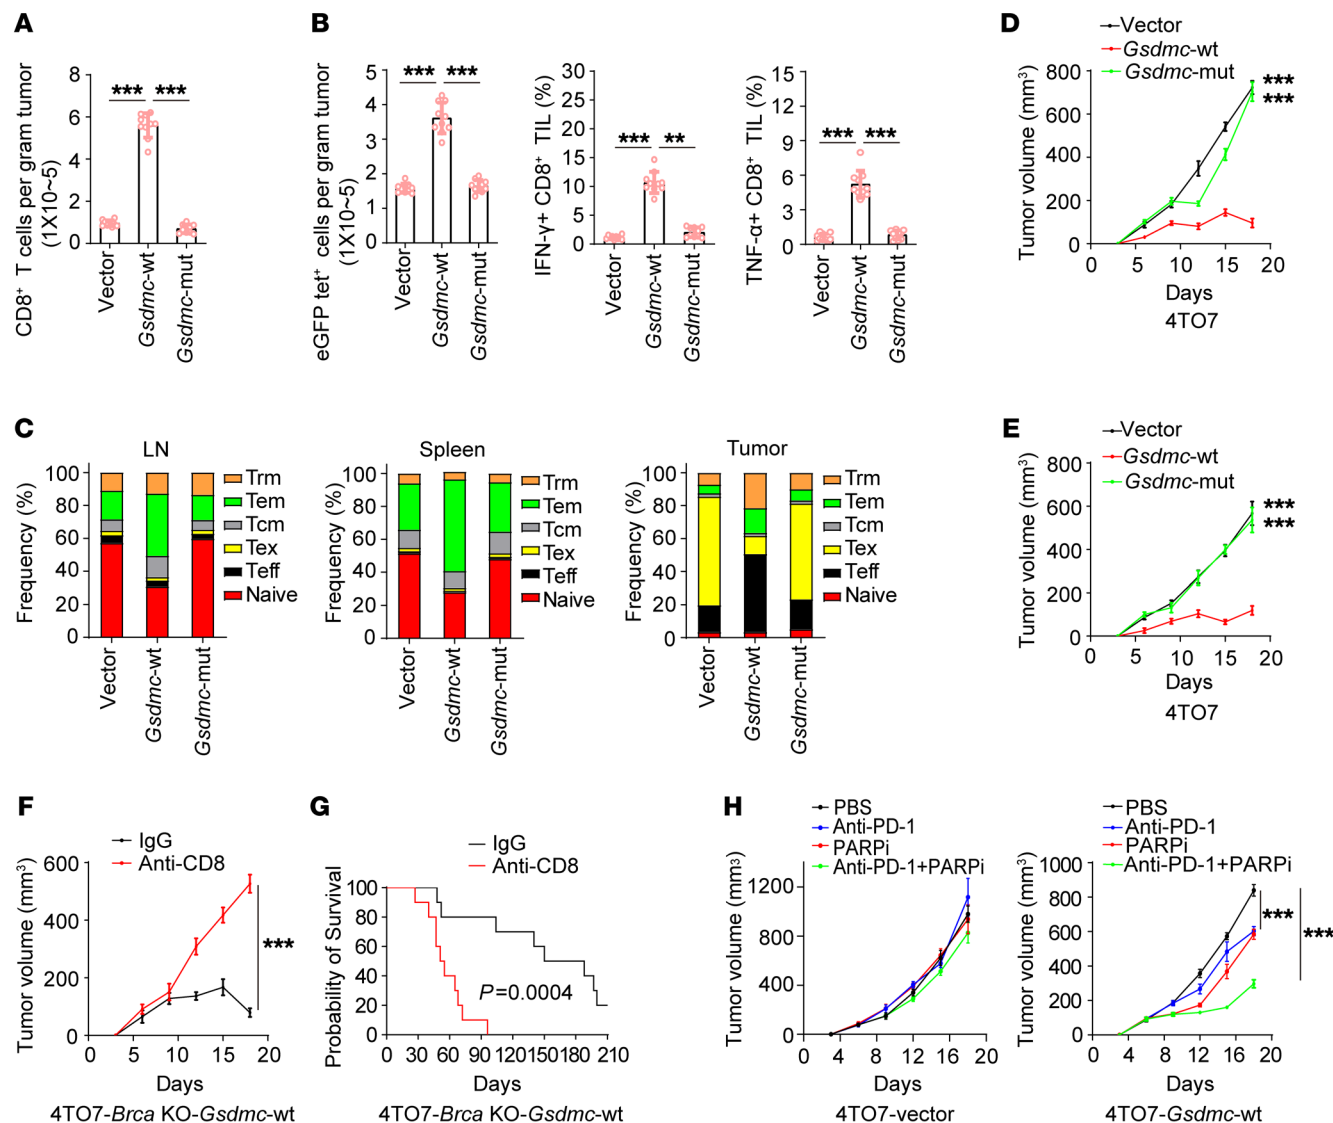 A
CD8⁺ T cells per gram tumor
(1X10~5)
8
6
4
2
0
***
***
Vector
Gsdmc-wt
Gsdmc-mut
B
eGFP tet⁺ cells per gram tumor
(1X10~5)
5
4
3
2
1
0
***
***
Vector
Gsdmc-wt
Gsdmc-mut
IFN-γ+ CD8⁺ TIL (%)
30
25
20
15
10
5
0
***
**
Vector
Gsdmc-wt
Gsdmc-mut
TNF-α+ CD8⁺ TIL (%)
15
12
9
6
3
0
***
***
Vector
Gsdmc-wt
Gsdmc-mut
D
Vector
Gsdmc-wt
Gsdmc-mut
Tumor volume (mm³)
800
600
400
200
0
***
***
0 5 10 15 20
Days
4TO7
C
LN
Frequency (%)
100
80
60
40
20
0
Trm
Tem
Tcm
Tex
Teff
Naive
Vector
Gsdmc-wt
Gsdmc-mut
Spleen
Frequency (%)
100
80
60
40
20
0
Trm
Tem
Tcm
Tex
Teff
Naive
Vector
Gsdmc-wt
Gsdmc-mut
Tumor
Frequency (%)
100
80
60
40
20
0
Trm
Tem
Tcm
Tex
Teff
Naive
Vector
Gsdmc-wt
Gsdmc-mut
E
Vector
Gsdmc-wt
Gsdmc-mut
Tumor volume (mm³)
800
600
400
200
0
***
***
0 5 10 15 20
Days
4TO7
F
IgG
Anti-CD8
Tumor volume (mm³)
600
400
200
0
***
0 5 10 15 20
Days
4TO7-Brca KO-Gsdmc-wt
G
IgG
Anti-CD8
Probability of Survival
100
80
60
40
20
0
P=0.0004
0 30 60 90 120 150 180 210
Days
4TO7-Brca KO-Gsdmc-wt
H
PBS
Anti-PD-1
PARPi
Anti-PD-1+PARPi
Tumor volume (mm³)
1200
800
400
0
0 4 8 12 16 20
Days
4TO7-vector
PBS
Anti-PD-1
PARPi
Anti-PD-1+PARPi
Tumor volume (mm³)
1000
800
600
400
200
0
***
***
0 4 8 12 16 20
Days
4TO7-Gsdmc-wt